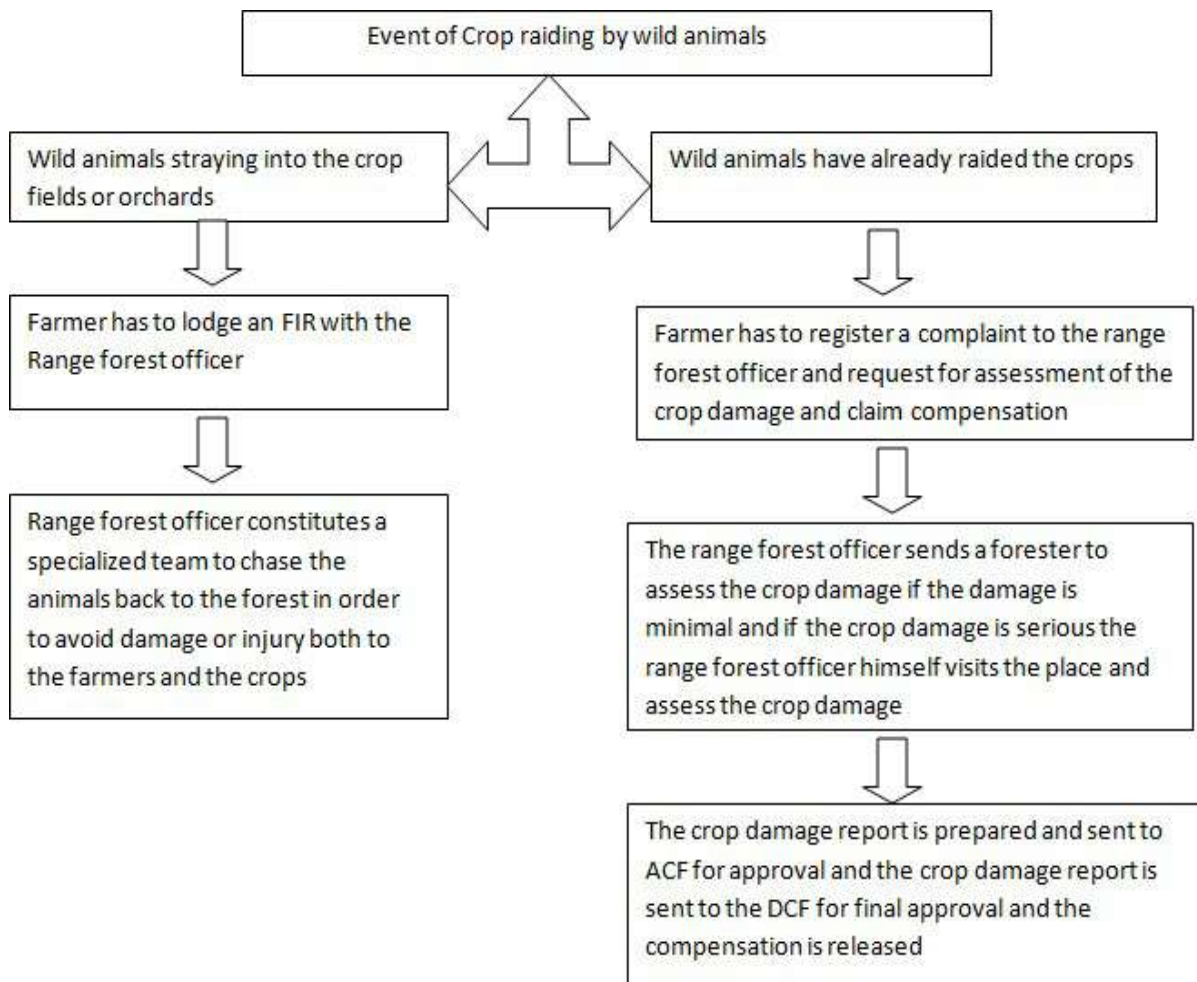 Event of Crop raiding by wild animals
Wild animals straying into the crop
fields or orchards
Farmer has to lodge an FIR with the
Range forest officer
Range forest officer constitutes a
specialized team to chase the
animals back to the forest in order
to avoid damage or injury both to
the farmers and the crops
Wild animals have already raided the crops
Farmer has to register a complaint to the range
forest officer and request for assessment of the
crop damage and claim compensation
The range forest officer sends a forester to
assess the crop damage if the damage is
minimal and if the crop damage is serious the
range forest officer himself visits the place and
assess the crop damage
The crop damage report is prepared and sent to
ACF for approval and the crop damage report is
sent to the DCF for final approval and the
compensation is released